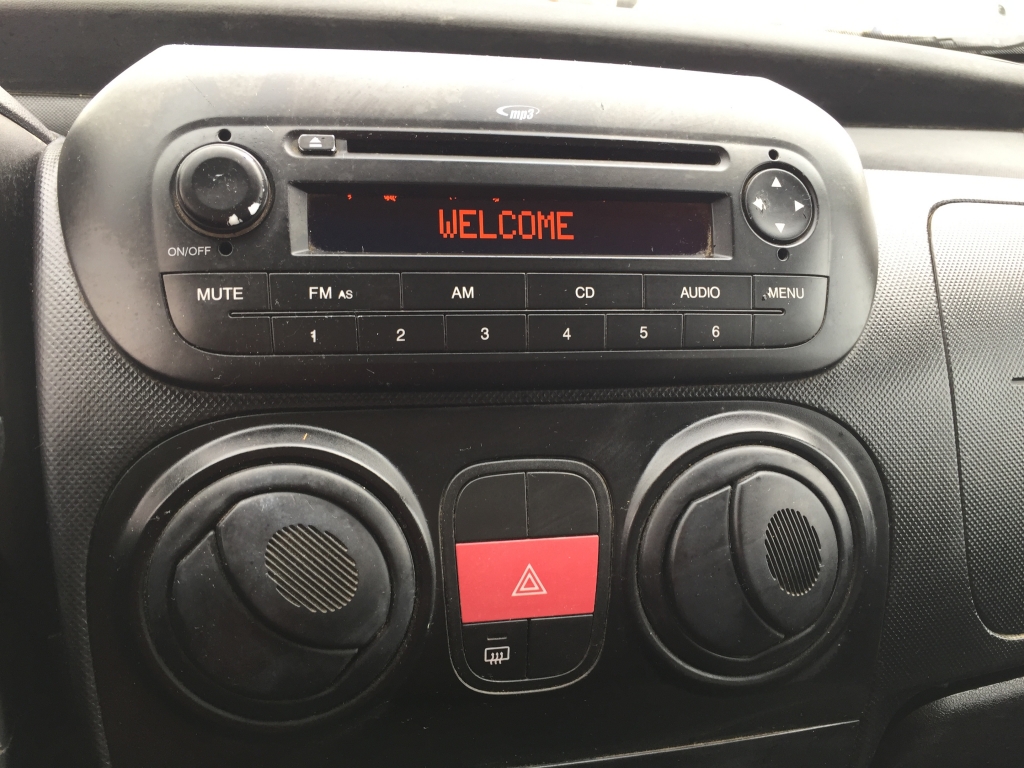 mp3
WELCOME
ON/OFF
MUTE FM AS AM CD AUDIO MENU
1 2 3 4 5 6